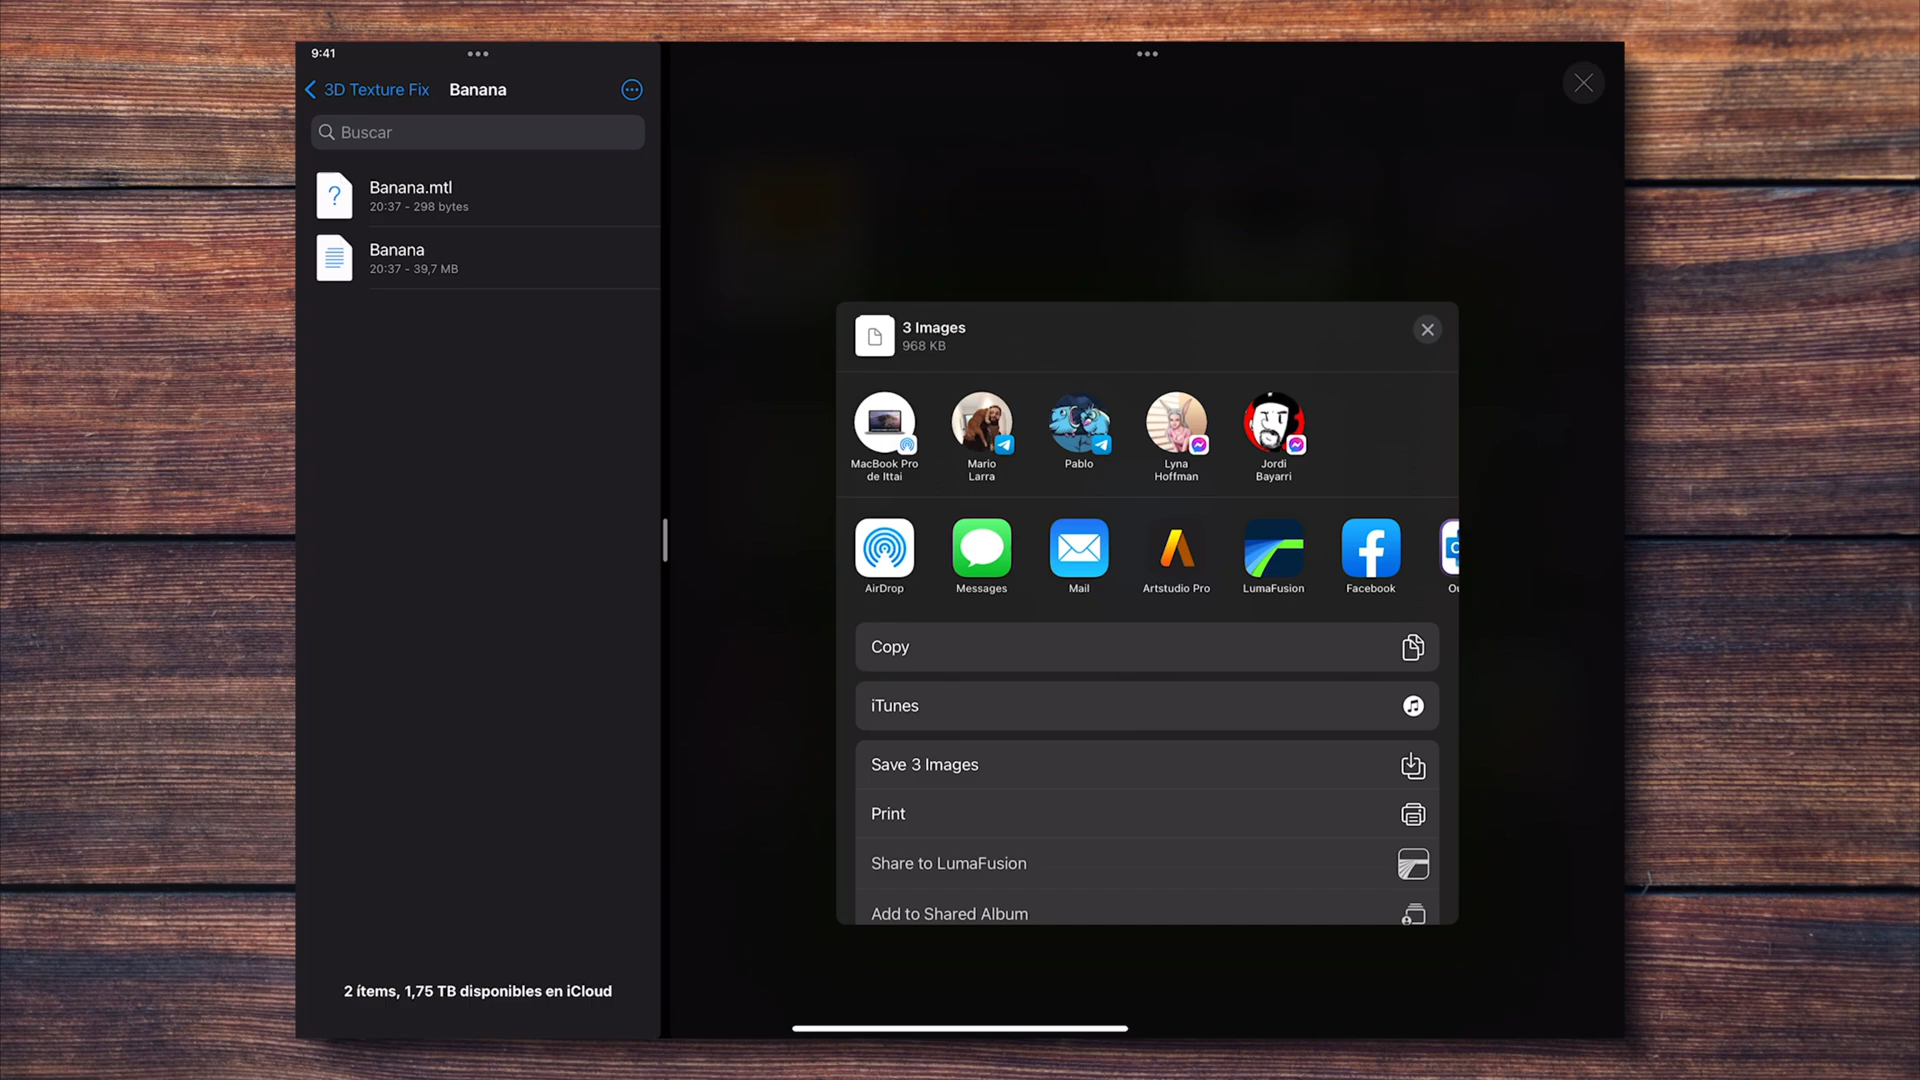 9:41
3D Texture Fix
Banana
Buscar
Banana.mtl
20:37 - 298 bytes
Banana
20:37 - 39,7 MB
2 ítems, 1,75 TB disponibles en iCloud
3 Images
968 KB
MacBook Pro
de Ittai
Mario
Larra
Pablo
Lyna
Hoffman
Jordi
Bayarri
AirDrop
Messages
Mail
Artstudio Pro
LumaFusion
Facebook
Copy
iTunes
Save 3 Images
Print
Share to LumaFusion
Add to Shared Album